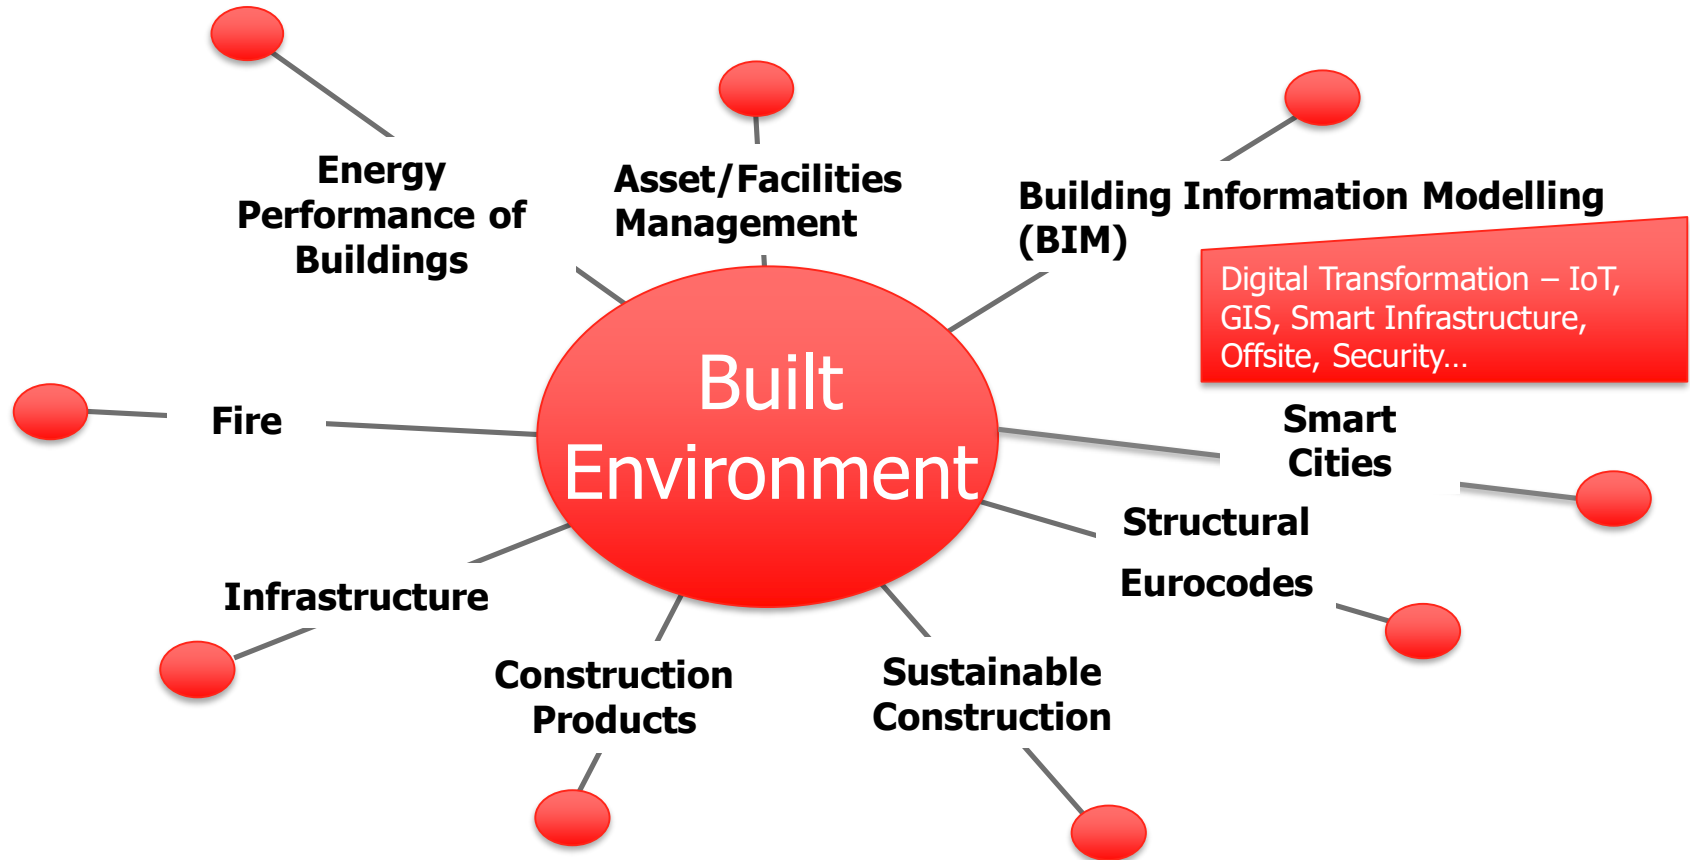 Energy
Performance of
Buildings
Asset/Facilities
Management
Building Information Modelling
(BIM)
Digital Transformation – IoT,
GIS, Smart Infrastructure,
Offsite, Security…
Built
Environment
Fire
Smart
Cities
Structural
Eurocodes
Infrastructure
Construction
Products
Sustainable
Construction